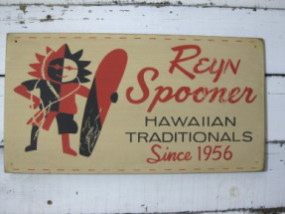 Reyn
Spooner
HAWAIIAN
TRADITIONALS
Since 1956